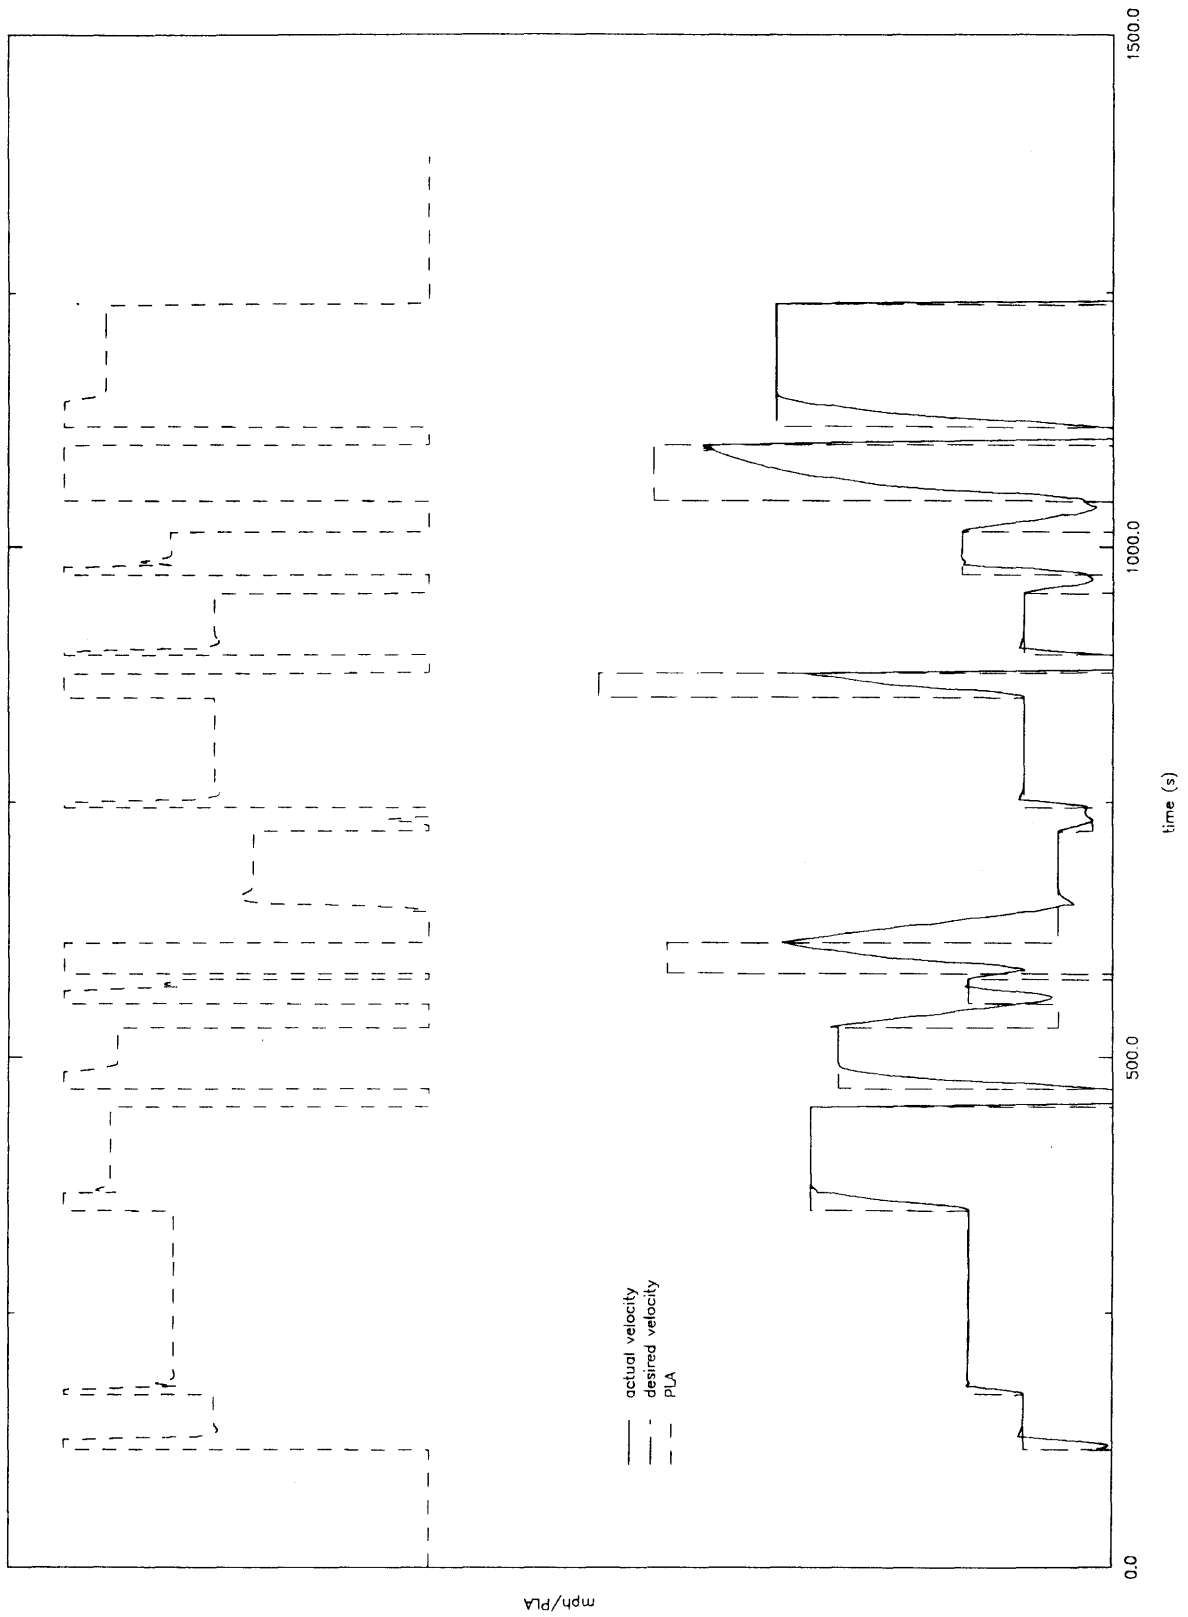 mph/PLA
actual velocity
desired velocity
PLA
0.0
500.0
1000.0
1500.0
time (s)